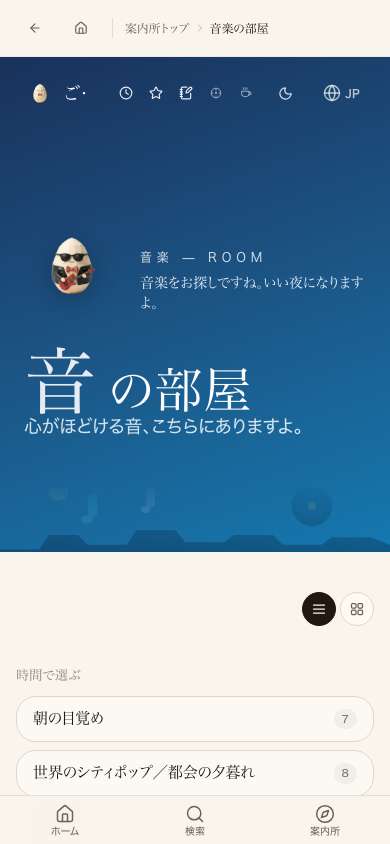 案内所トップ > 音楽の部屋
ご・ JP
音楽 — ROOM
音楽をお探しですね。いい夜になります
よ。
音の部屋
心がほどける音、こちらにありますよ。
時間で選ぶ
朝の目覚め 7
世界のシティポップ／都会の夕暮れ 8
ホーム 検索 案内所